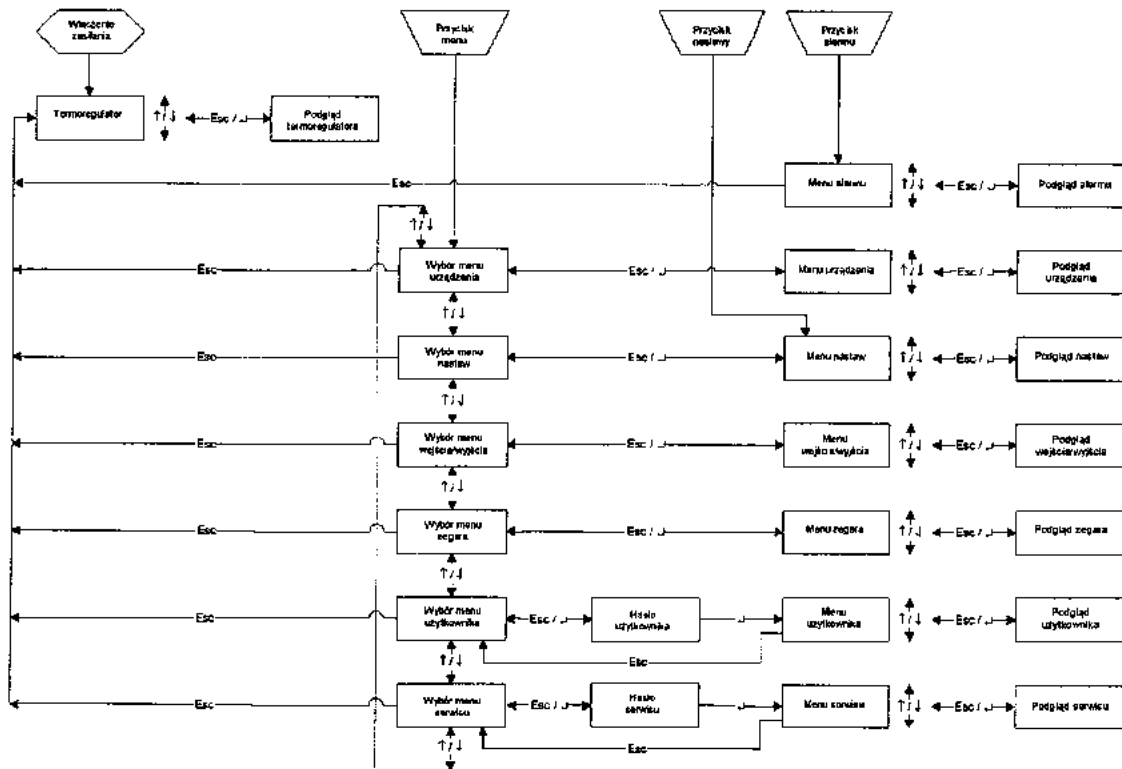 Włączenie
zasilania
Przycisk
menu
Przycisk
nastawy
Przycisk
alarmu
Termoregulator
↑/↓
Esc / ↵
Podgląd
termoregulatora
Esc
Menu alarmu
↑/↓
Esc / ↵
Podgląd alarmu
↑/↓
Esc
Wybór menu
urządzenia
Esc / ↵
Menu urządzenia
↑/↓
Esc / ↵
Podgląd
urządzenia
↑/↓
Esc
Wybór menu
nastaw
Esc / ↵
Menu nastaw
↑/↓
Esc / ↵
Podgląd nastaw
↑/↓
Esc
Wybór menu
wejścia/wyjścia
Esc / ↵
Menu
wejścia/wyjścia
↑/↓
Esc / ↵
Podgląd
wejścia/wyjścia
↑/↓
Esc
Wybór menu
zegara
Esc / ↵
Menu zegara
↑/↓
Esc / ↵
Podgląd zegara
↑/↓
Esc
Wybór menu
użytkownika
Esc / ↵
Hasło
użytkownika
↵
Menu
użytkownika
↑/↓
Esc / ↵
Podgląd
użytkownika
↑/↓
Esc
Esc
Wybór menu
serwisu
Esc / ↵
Hasło
serwisu
↵
Menu serwisu
↑/↓
Esc / ↵
Podgląd serwisu
↑/↓
Esc